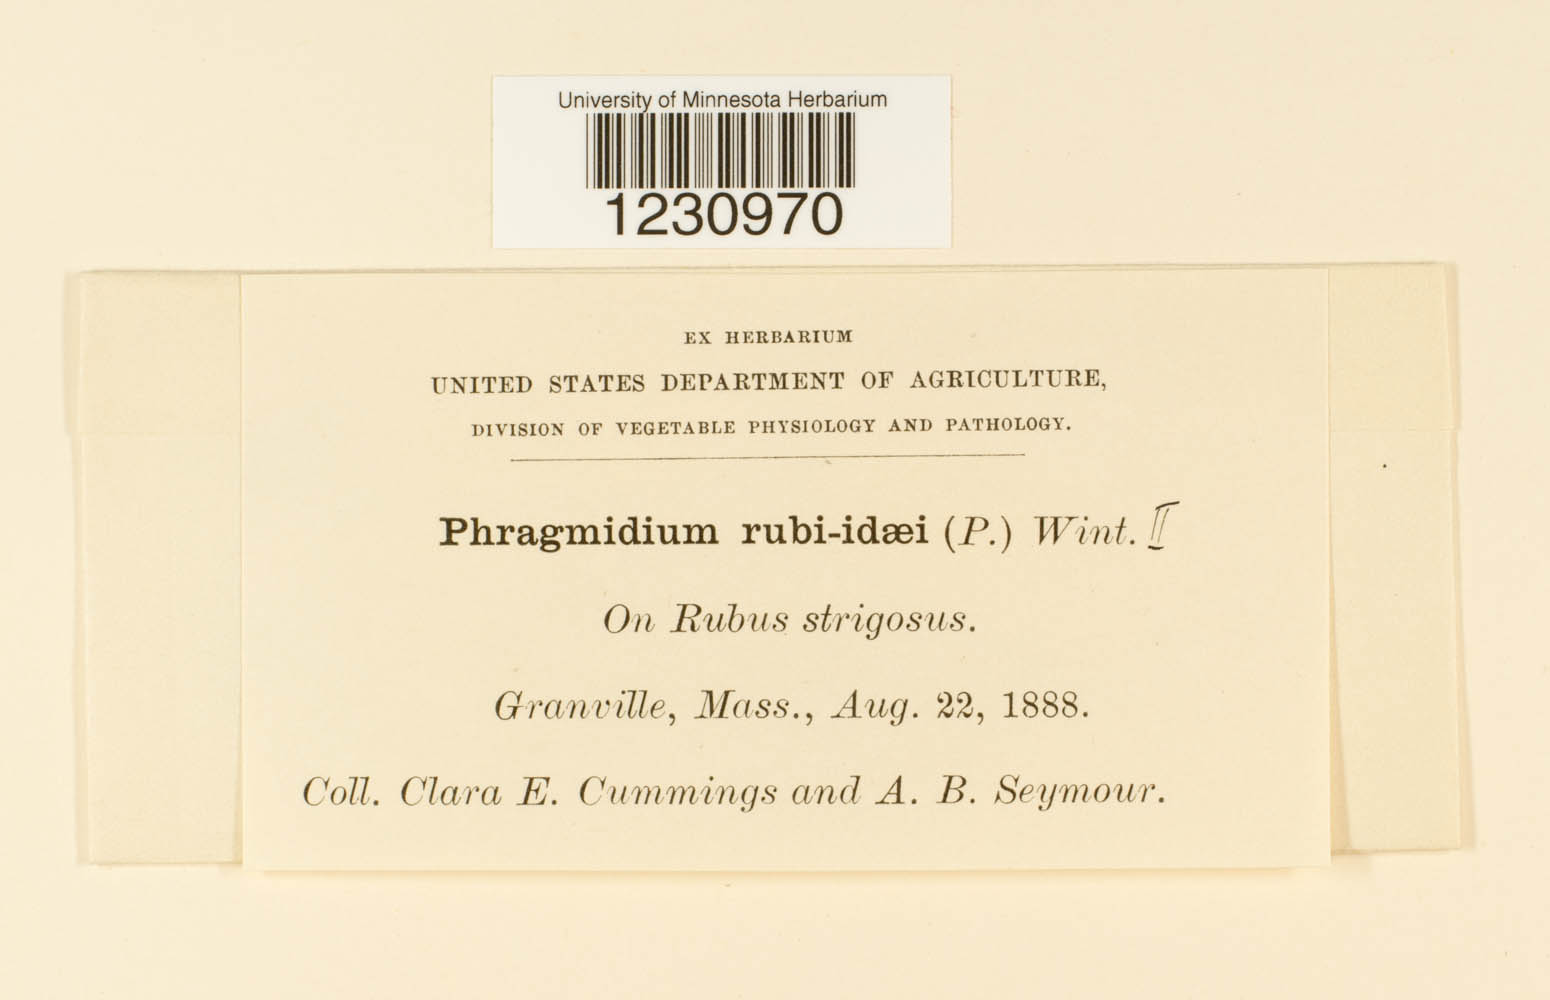 University of Minnesota Herbarium
1230970
EX HERBARIUM
UNITED STATES DEPARTMENT OF AGRICULTURE,
DIVISION OF VEGETABLE PHYSIOLOGY AND PATHOLOGY.
Phragmidium rubi-idæi (P.) Wint. II
On Rubus strigosus.
Granville, Mass., Aug. 22, 1888.
Coll. Clara E. Cummings and A. B. Seymour.